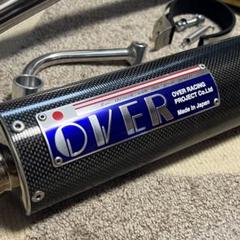 OVER
OVER RACING
PROJECT Co.Ltd
Made in Japan